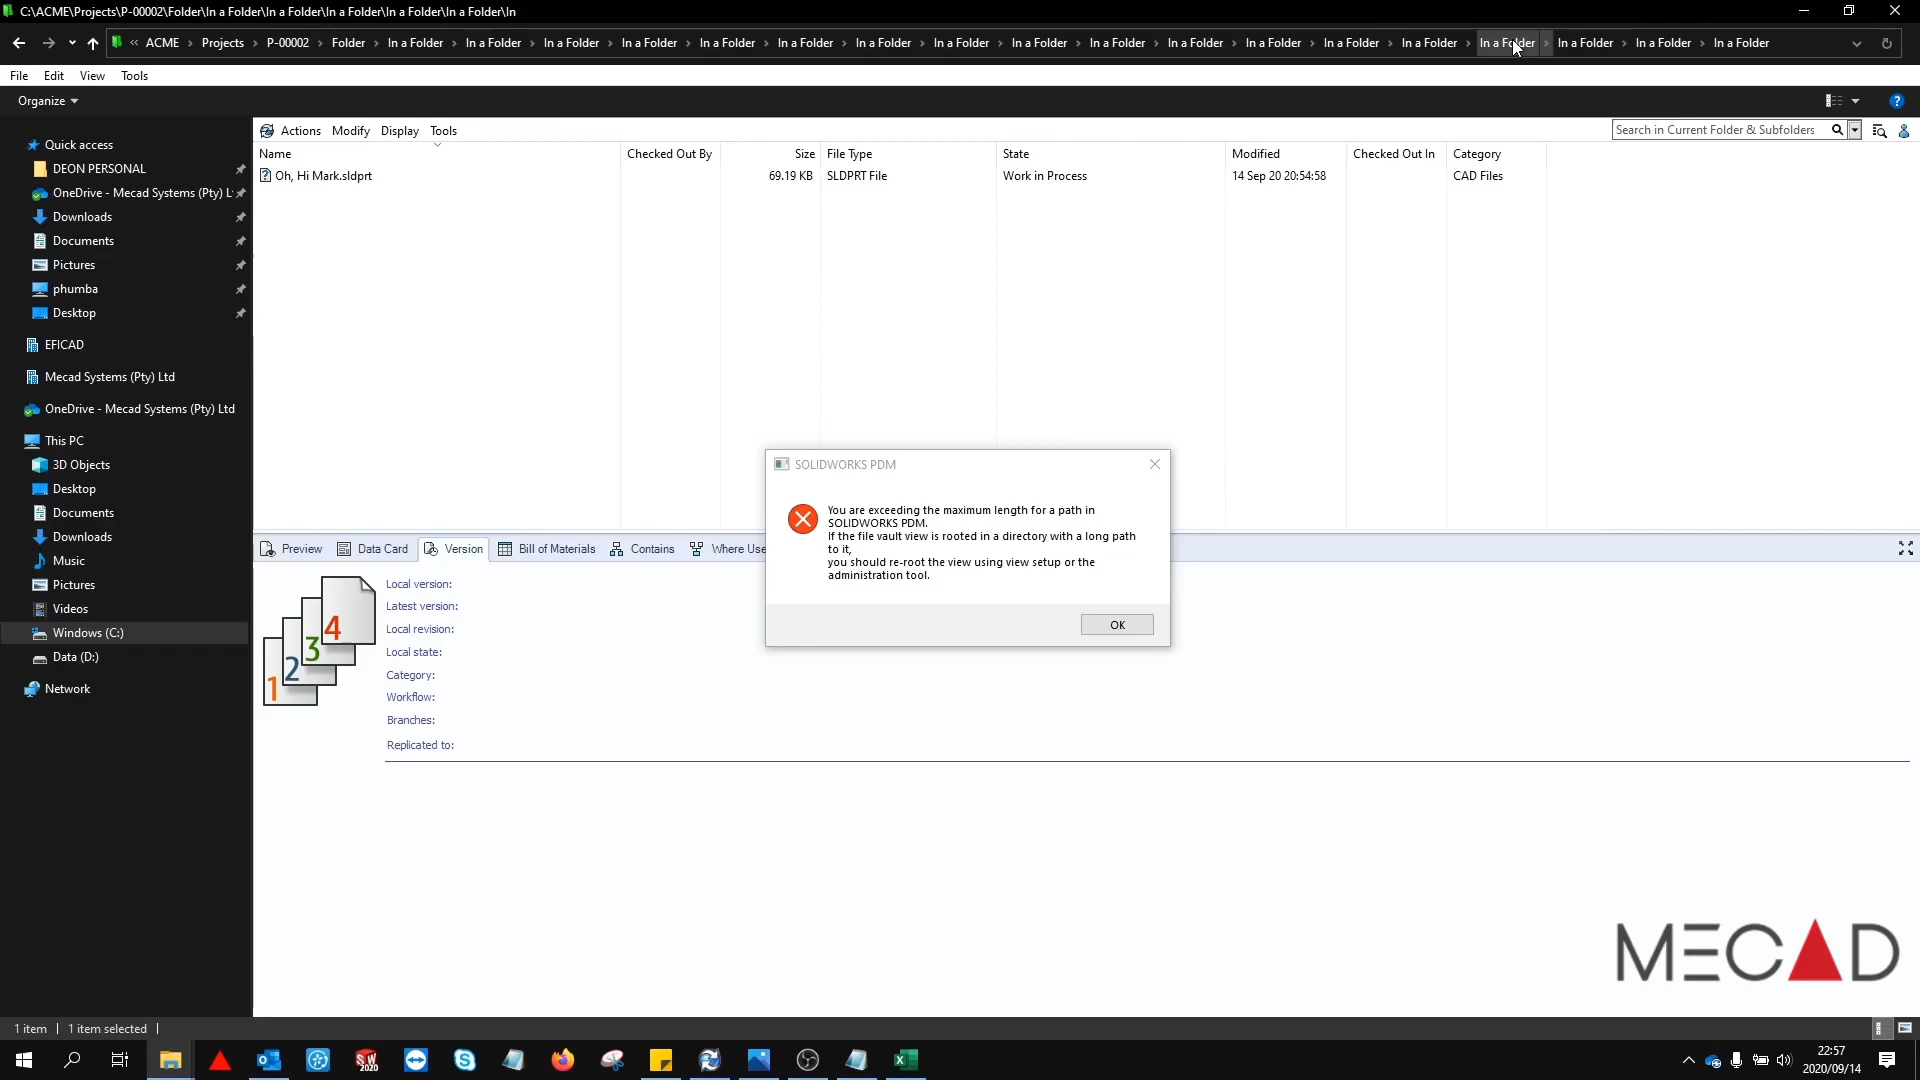 C:\ACME\Projects\P-00002\Folder\In a Folder\In a Folder\In a Folder\In a Folder\In a Folder\In
« ACME › Projects › P-00002 › Folder › In a Folder › In a Folder › In a Folder › In a Folder › In a Folder › In a Folder › In a Folder › In a Folder › In a Folder › In a Folder › In a Folder › In a Folder › In a Folder › In a Folder › In a Folder › In a Folder › In a Folder › In a Folder
File Edit View Tools
Organize
Actions Modify Display Tools
Search in Current Folder & Subfolders
Name Checked Out By Size File Type State Modified Checked Out In Category
Oh, Hi Mark.sldprt 69.19 KB SLDPRT File Work in Process 14 Sep 20 20:54:58 CAD Files
Quick access
DEON PERSONAL
OneDrive - Mecad Systems (Pty) L
Downloads
Documents
Pictures
phumba
Desktop
EFICAD
Mecad Systems (Pty) Ltd
OneDrive - Mecad Systems (Pty) Ltd
This PC
3D Objects
Desktop
Documents
Downloads
Music
Pictures
Videos
Windows (C:)
Data (D:)
Network
SOLIDWORKS PDM
You are exceeding the maximum length for a path in
SOLIDWORKS PDM.
If the file vault view is rooted in a directory with a long path
to it,
you should re-root the view using view setup or the
administration tool.
OK
Preview Data Card Version Bill of Materials Contains Where Use
1 2 3 4
Local version:
Latest version:
Local revision:
Local state:
Category:
Workflow:
Branches:
Replicated to:
MECAD
1 item 1 item selected
SW 2020
22:57
2020/09/14